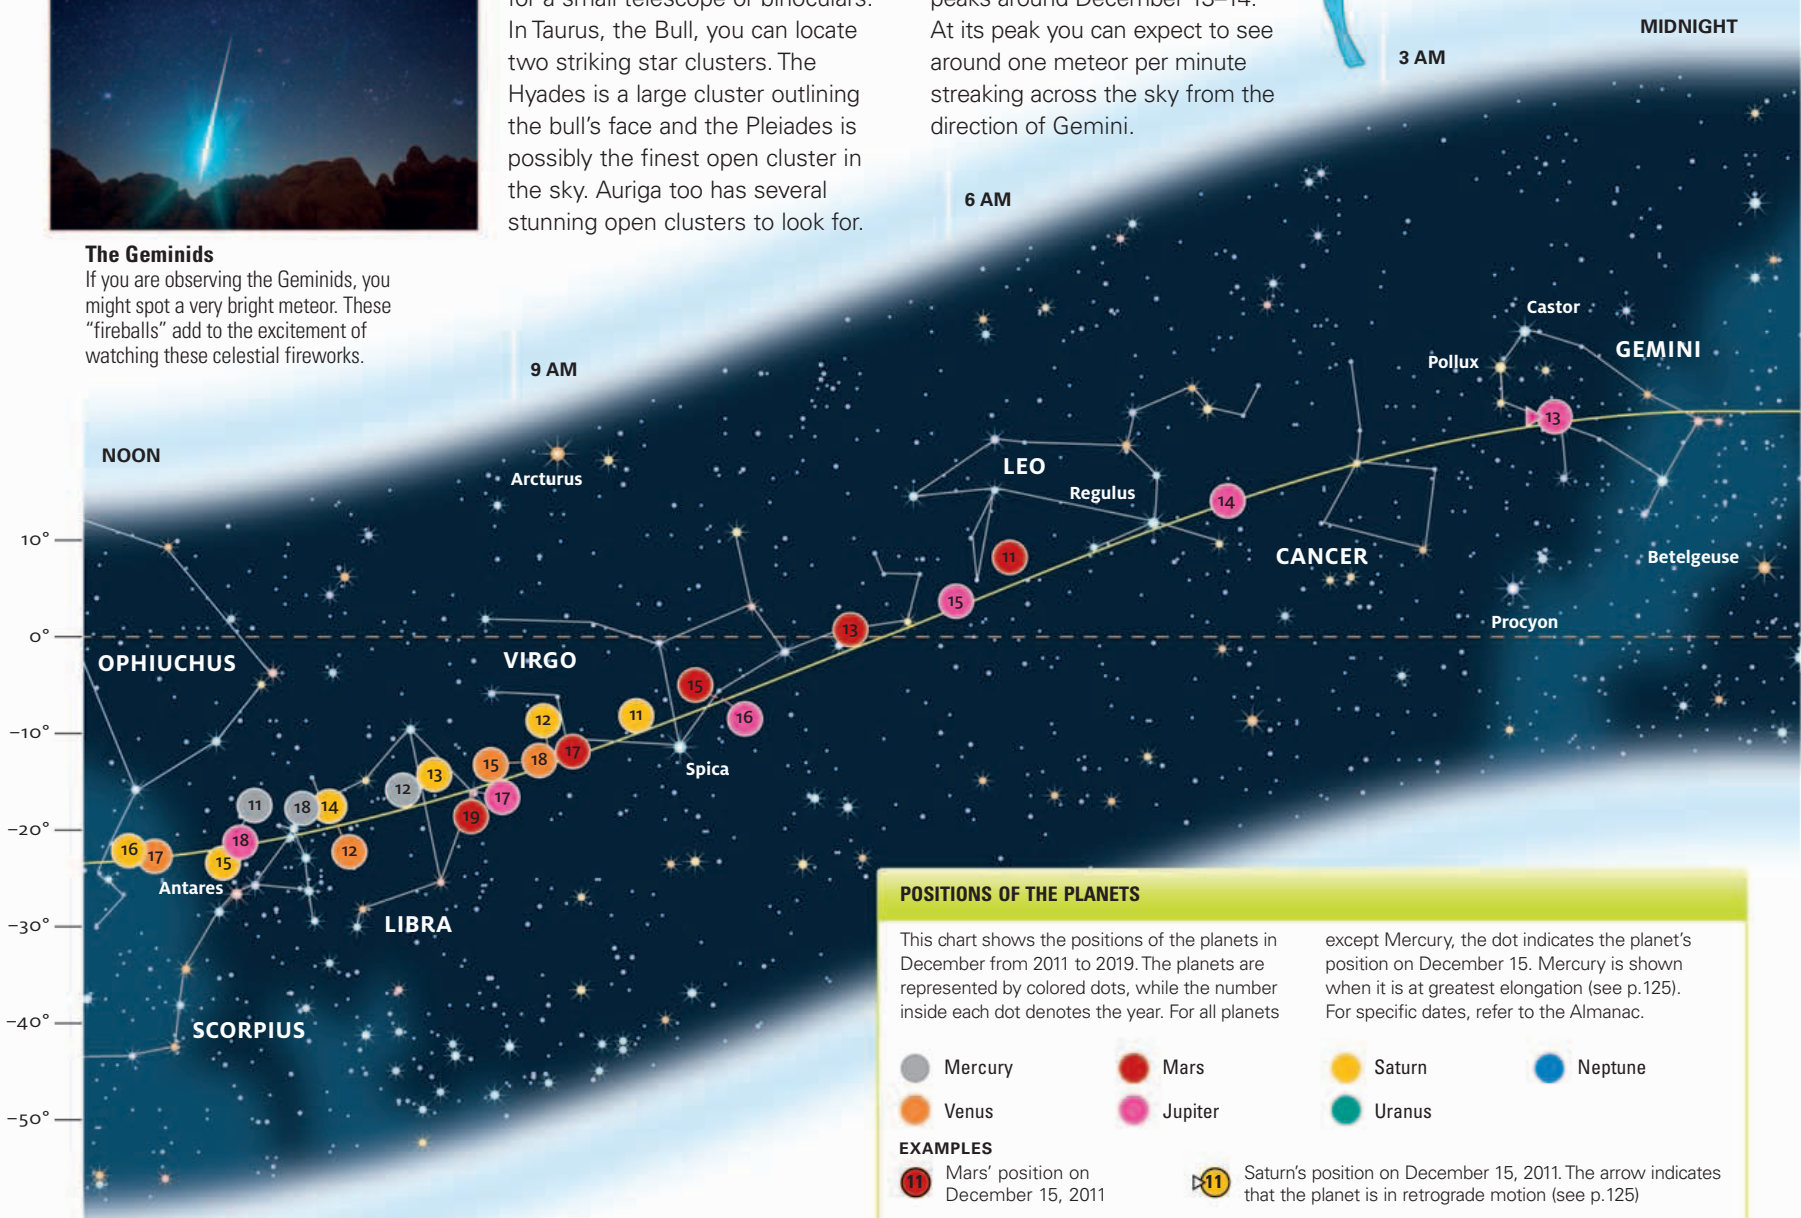 for a small telescope or binoculars.
In Taurus, the Bull, you can locate
two striking star clusters. The
Hyades is a large cluster outlining
the bull's face and the Pleiades is
possibly the finest open cluster in
the sky. Auriga too has several
stunning open clusters to look for.
peaks around December 13–14.
At its peak you can expect to see
around one meteor per minute
streaking across the sky from the
direction of Gemini.
The Geminids
If you are observing the Geminids, you
might spot a very bright meteor. These
"fireballs" add to the excitement of
watching these celestial fireworks.
MIDNIGHT
3 AM
6 AM
9 AM
NOON
Castor
GEMINI
Pollux
13
Arcturus
LEO
Regulus
14
10°
11
CANCER
Betelgeuse
15
Procyon
0°
13
OPHIUCHUS
VIRGO
15
12
11
16
-10°
17
18
15
Spica
13
12
17
11
18
14
19
-20°
18
16
17
15
12
Antares
LIBRA
-30°
SCORPIUS
-40°
-50°
POSITIONS OF THE PLANETS
This chart shows the positions of the planets in
December from 2011 to 2019. The planets are
represented by colored dots, while the number
inside each dot denotes the year. For all planets
except Mercury, the dot indicates the planet's
position on December 15. Mercury is shown
when it is at greatest elongation (see p.125).
For specific dates, refer to the Almanac.
Mercury
Mars
Saturn
Neptune
Venus
Jupiter
Uranus
EXAMPLES
11
Mars' position on
December 15, 2011
11
Saturn's position on December 15, 2011. The arrow indicates
that the planet is in retrograde motion (see p.125)